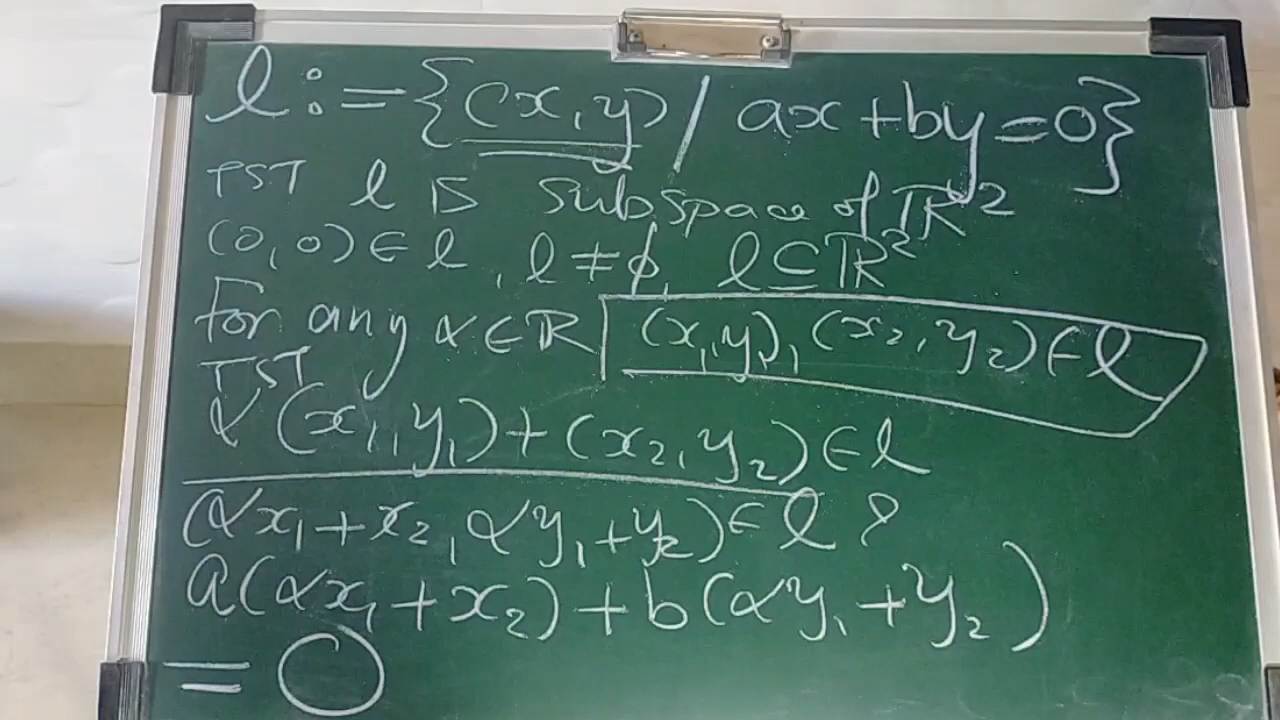 l := {(x, y) / ax + by = 0}
TST l is subspace of ℝ²
(0, 0) ∈ l, l ≠ ϕ, l ⊆ ℝ²
For any α ∈ ℝ (x₁, y₁), (x₂, y₂) ∈ l
TST
α (x₁, y₁) + (x₂, y₂) ∈ l
(αx₁ + x₂, αy₁ + y₂) ∈ l ?
a(αx₁ + x₂) + b(αy₁ + y₂)
= 0